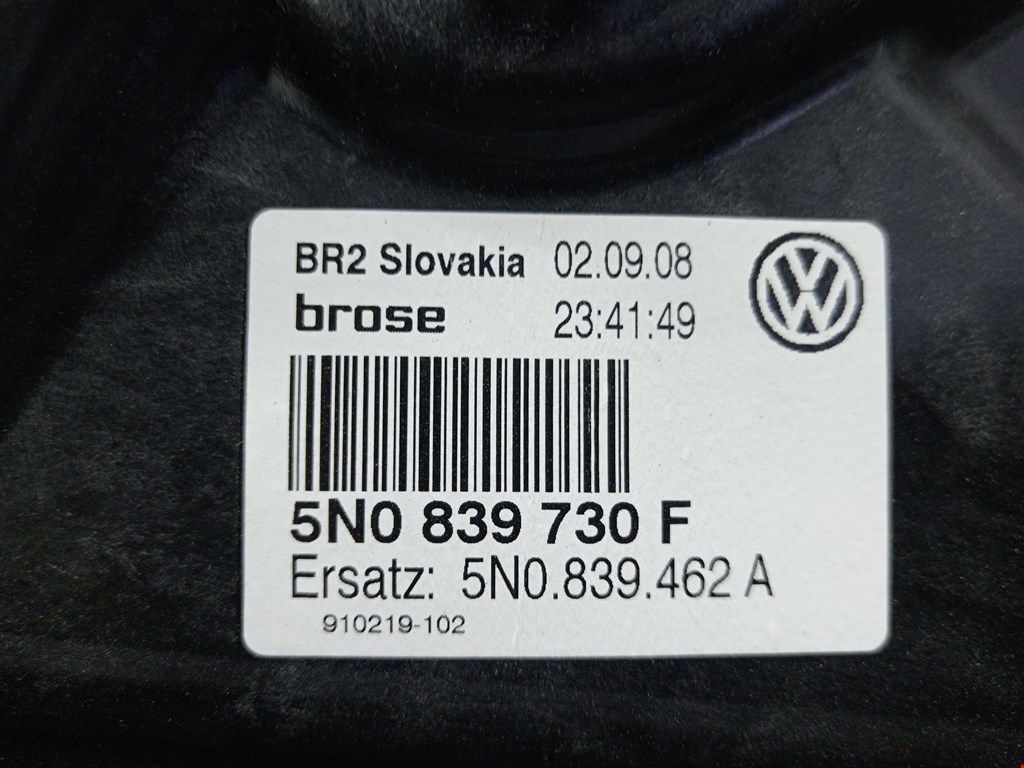 BR2 Slovakia 02.09.08
brose 23:41:49
5N0 839 730 F
Ersatz: 5N0.839.462 A
910219-102